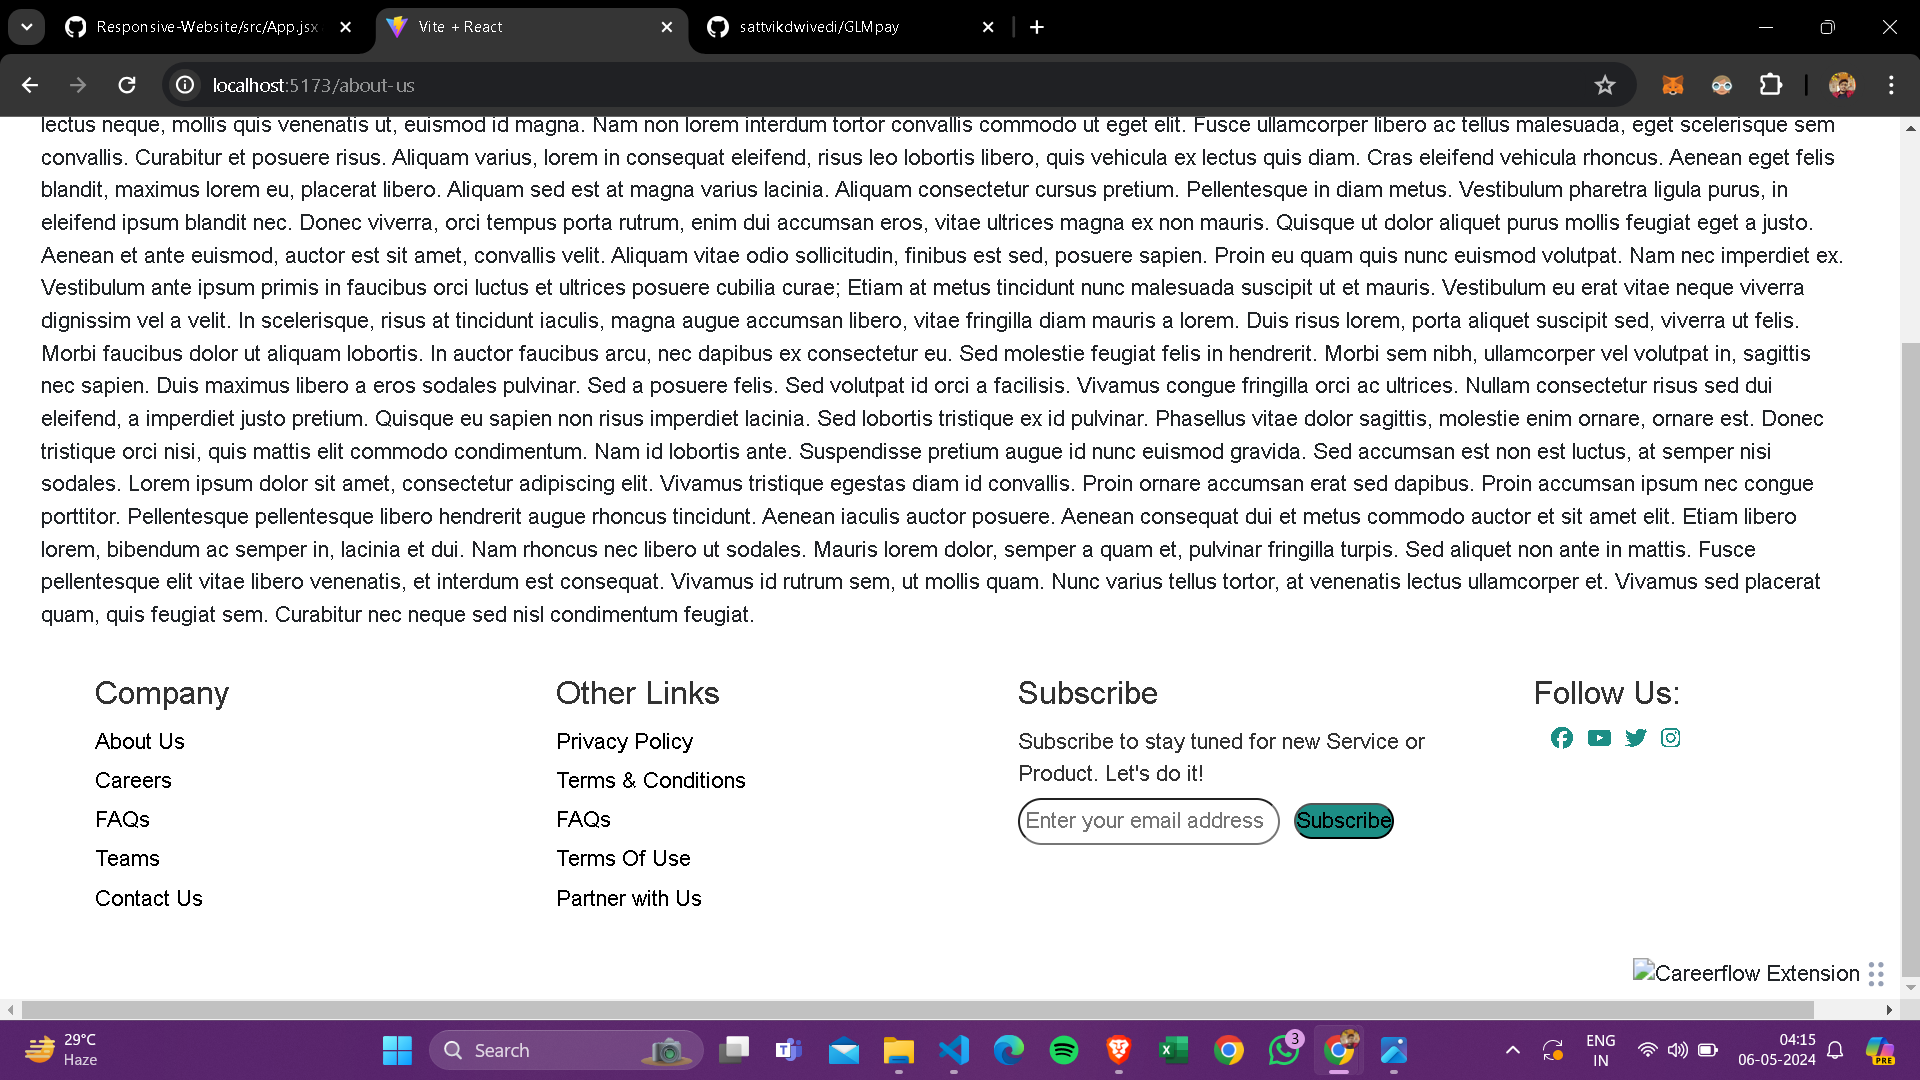 Responsive-Website/src/App.jsx
Vite + React
sattvikdwivedi/GLMpay
localhost:5173/about-us
lectus neque, mollis quis venenatis ut, euismod id magna. Nam non lorem interdum tortor convallis commodo ut eget elit. Fusce ullamcorper libero ac tellus malesuada, eget scelerisque sem
convallis. Curabitur et posuere risus. Aliquam varius, lorem in consequat eleifend, risus leo lobortis libero, quis vehicula ex lectus quis diam. Cras eleifend vehicula rhoncus. Aenean eget felis
blandit, maximus lorem eu, placerat libero. Aliquam sed est at magna varius lacinia. Aliquam consectetur cursus pretium. Pellentesque in diam metus. Vestibulum pharetra ligula purus, in
eleifend ipsum blandit nec. Donec viverra, orci tempus porta rutrum, enim dui accumsan eros, vitae ultrices magna ex non mauris. Quisque ut dolor aliquet purus mollis feugiat eget a justo.
Aenean et ante euismod, auctor est sit amet, convallis velit. Aliquam vitae odio sollicitudin, finibus est sed, posuere sapien. Proin eu quam quis nunc euismod volutpat. Nam nec imperdiet ex.
Vestibulum ante ipsum primis in faucibus orci luctus et ultrices posuere cubilia curae; Etiam at metus tincidunt nunc malesuada suscipit ut et mauris. Vestibulum eu erat vitae neque viverra
dignissim vel a velit. In scelerisque, risus at tincidunt iaculis, magna augue accumsan libero, vitae fringilla diam mauris a lorem. Duis risus lorem, porta aliquet suscipit sed, viverra ut felis.
Morbi faucibus dolor ut aliquam lobortis. In auctor faucibus arcu, nec dapibus ex consectetur eu. Sed molestie feugiat felis in hendrerit. Morbi sem nibh, ullamcorper vel volutpat in, sagittis
nec sapien. Duis maximus libero a eros sodales pulvinar. Sed a posuere felis. Sed volutpat id orci a facilisis. Vivamus congue fringilla orci ac ultrices. Nullam consectetur risus sed dui
eleifend, a imperdiet justo pretium. Quisque eu sapien non risus imperdiet lacinia. Sed lobortis tristique ex id pulvinar. Phasellus vitae dolor sagittis, molestie enim ornare, ornare est. Donec
tristique orci nisi, quis mattis elit commodo condimentum. Nam id lobortis ante. Suspendisse pretium augue id nunc euismod gravida. Sed accumsan est non est luctus, at semper nisi
sodales. Lorem ipsum dolor sit amet, consectetur adipiscing elit. Vivamus tristique egestas diam id convallis. Proin ornare accumsan erat sed dapibus. Proin accumsan ipsum nec congue
porttitor. Pellentesque pellentesque libero hendrerit augue rhoncus tincidunt. Aenean iaculis auctor posuere. Aenean consequat dui et metus commodo auctor et sit amet elit. Etiam libero
lorem, bibendum ac semper in, lacinia et dui. Nam rhoncus nec libero ut sodales. Mauris lorem dolor, semper a quam et, pulvinar fringilla turpis. Sed aliquet non ante in mattis. Fusce
pellentesque elit vitae libero venenatis, et interdum est consequat. Vivamus id rutrum sem, ut mollis quam. Nunc varius tellus tortor, at venenatis lectus ullamcorper et. Vivamus sed placerat
quam, quis feugiat sem. Curabitur nec neque sed nisl condimentum feugiat.
Company
About Us
Careers
FAQs
Teams
Contact Us
Other Links
Privacy Policy
Terms & Conditions
FAQs
Terms Of Use
Partner with Us
Subscribe
Subscribe to stay tuned for new Service or
Product. Let's do it!
Enter your email address
Subscribe
Follow Us:
Careerflow Extension
29°C
Haze
Search
3
ENG
IN
04:15
06-05-2024
PRE